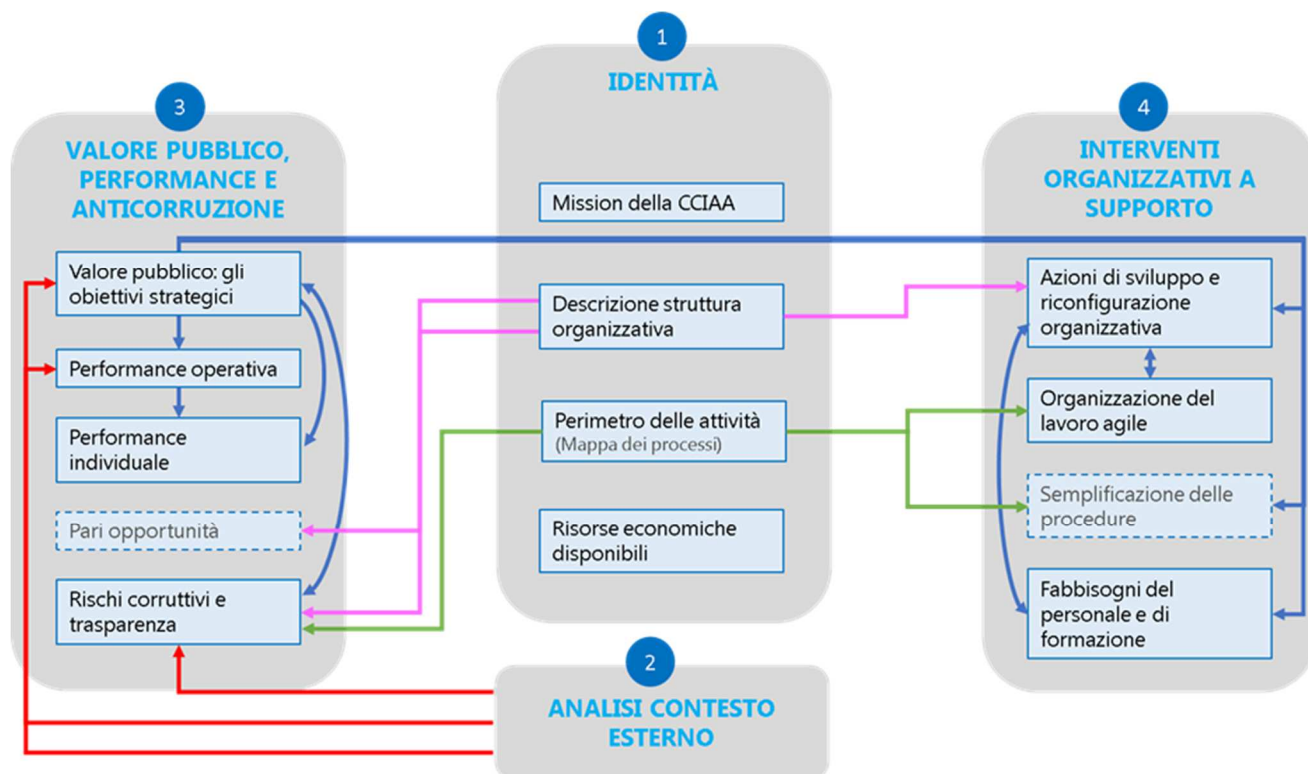 1
IDENTITÀ
Mission della CCIAA
Descrizione struttura
organizzativa
Perimetro delle attività
(Mappa dei processi)
Risorse economiche
disponibili
2
ANALISI CONTESTO
ESTERNO
3
VALORE PUBBLICO,
PERFORMANCE E
ANTICORRUZIONE
Valore pubblico: gli
obiettivi strategici
Performance operativa
Performance
individuale
Pari opportunità
Rischi corruttivi e
trasparenza
4
INTERVENTI
ORGANIZZATIVI A
SUPPORTO
Azioni di sviluppo e
riconfigurazione
organizzativa
Organizzazione del
lavoro agile
Semplificazione delle
procedure
Fabbisogni del
personale e di
formazione